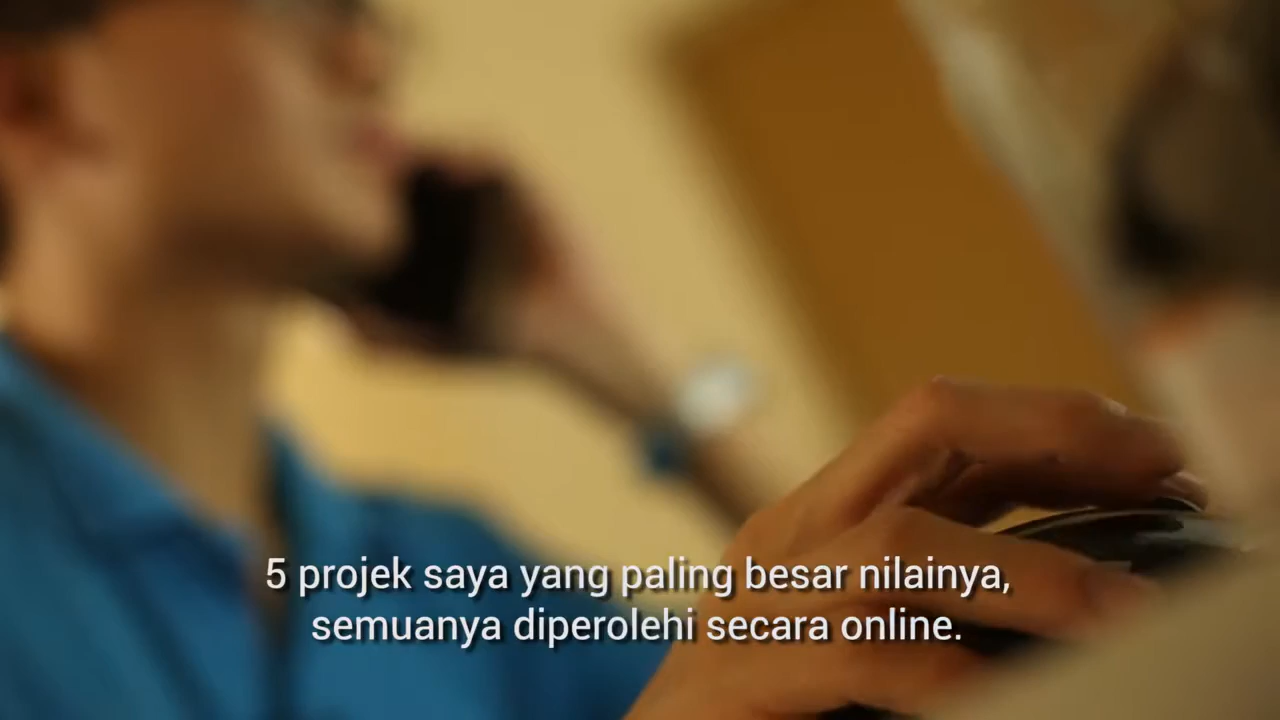 5 projek saya yang paling besar nilainya,
semuanya diperolehi secara online.